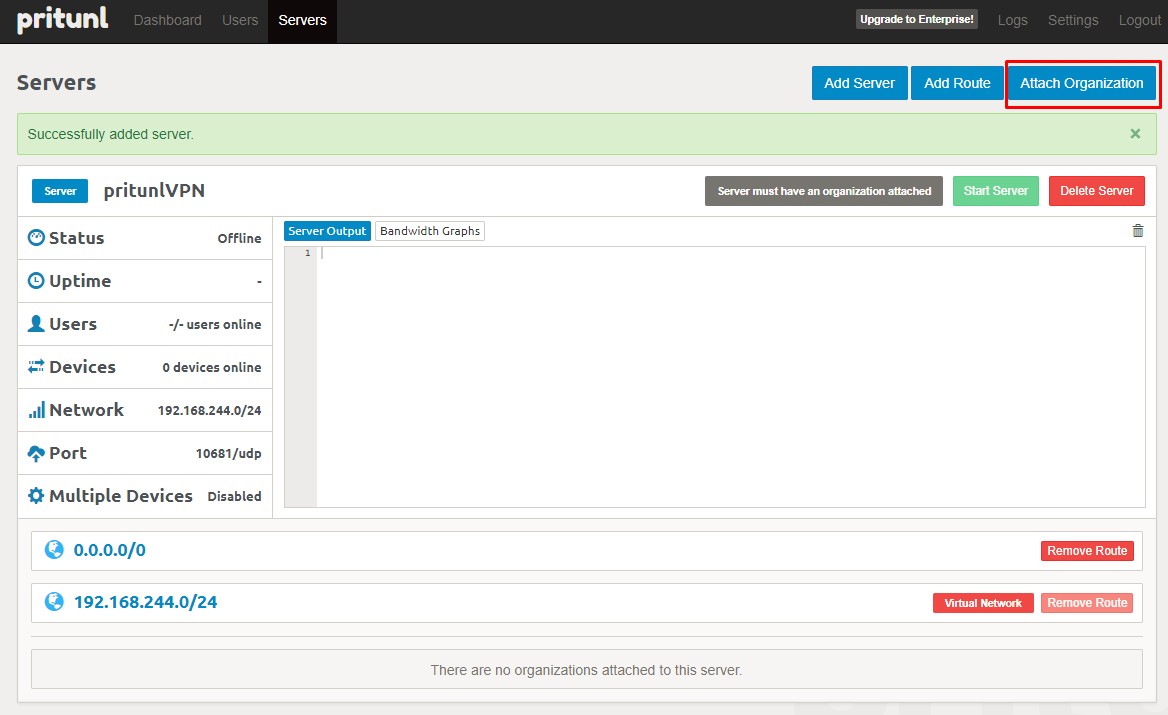 pritunl Dashboard Users Servers Upgrade to Enterprise! Logs Settings Logout
Servers Add Server Add Route Attach Organization
Successfully added server. ×
Server pritunlVPN Server must have an organization attached Start Server Delete Server
Server Output Bandwidth Graphs
1
Status Offline
Uptime -
Users -/- users online
Devices 0 devices online
Network 192.168.244.0/24
Port 10681/udp
Multiple Devices Disabled
0.0.0.0/0 Remove Route
192.168.244.0/24 Virtual Network Remove Route
There are no organizations attached to this server.